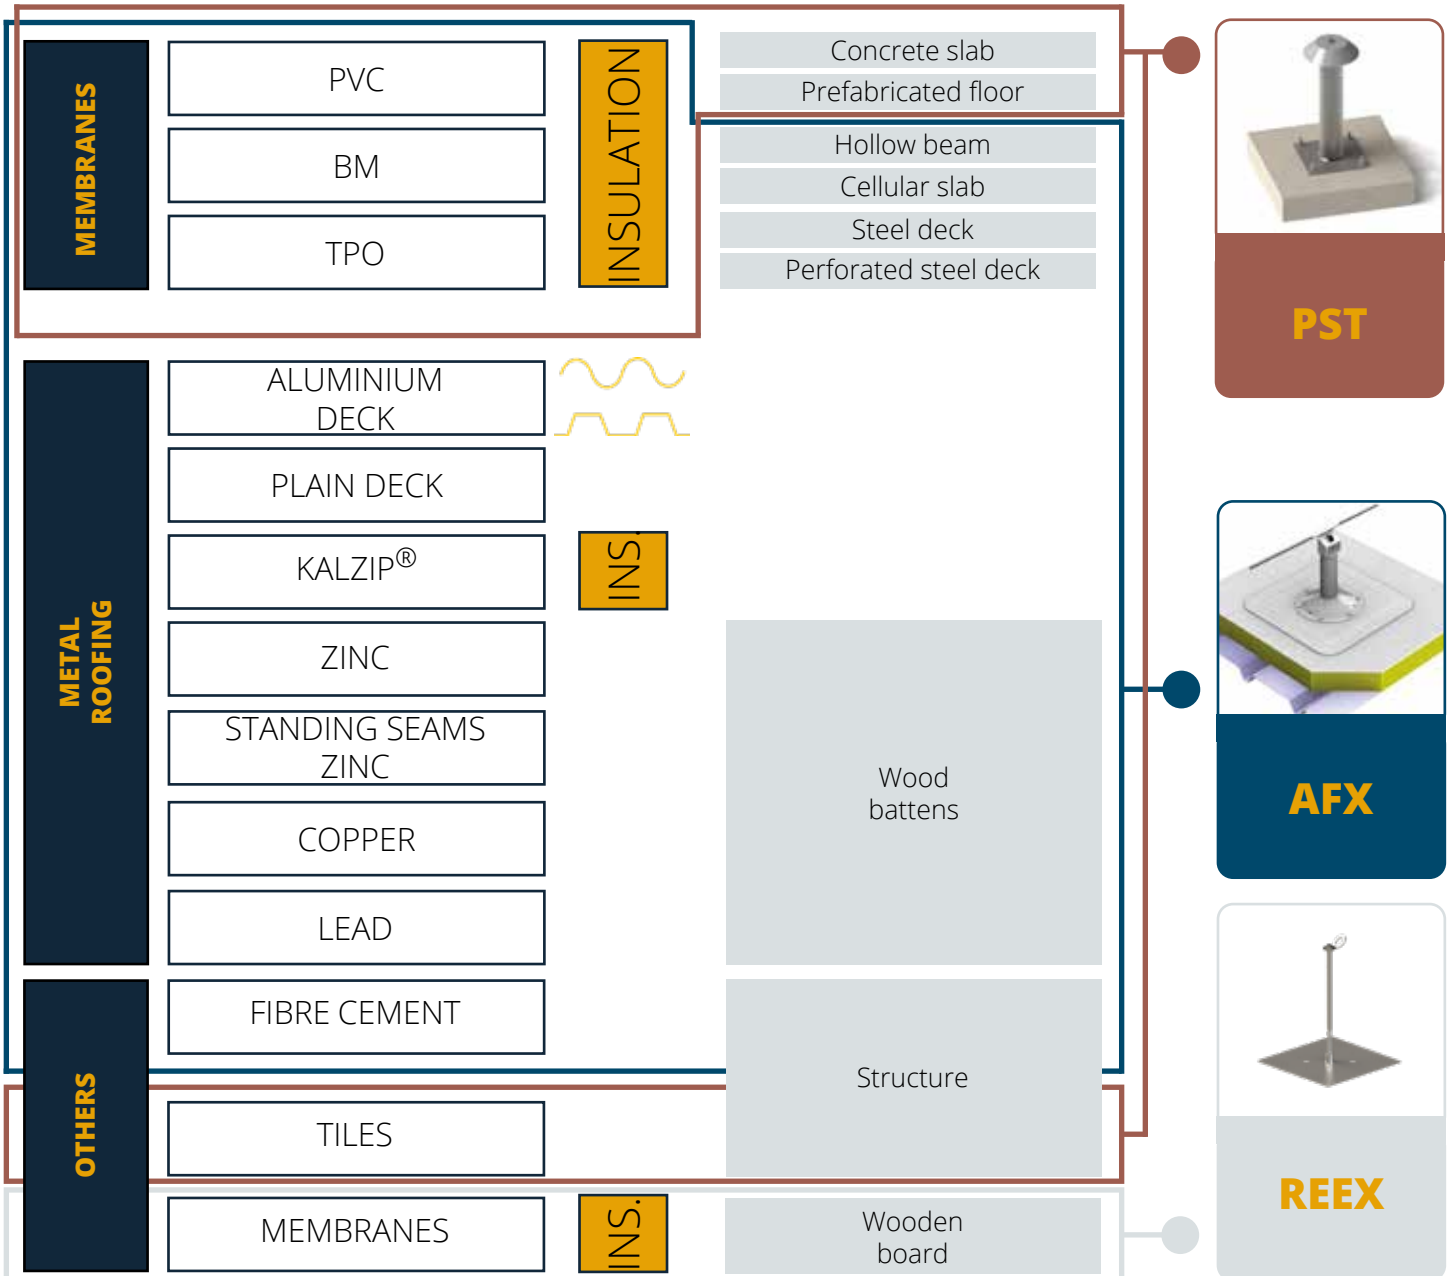 MEMBRANES
PVC
BM
TPO
INSULATION
Concrete slab
Prefabricated floor
Hollow beam
Cellular slab
Steel deck
Perforated steel deck
PST
METAL
ROOFING
ALUMINIUM
DECK
PLAIN DECK
KALZIP®
INS.
ZINC
STANDING SEAMS
ZINC
COPPER
LEAD
Wood
battens
AFX
OTHERS
FIBRE CEMENT
TILES
Structure
MEMBRANES
INS.
Wooden
board
REEX